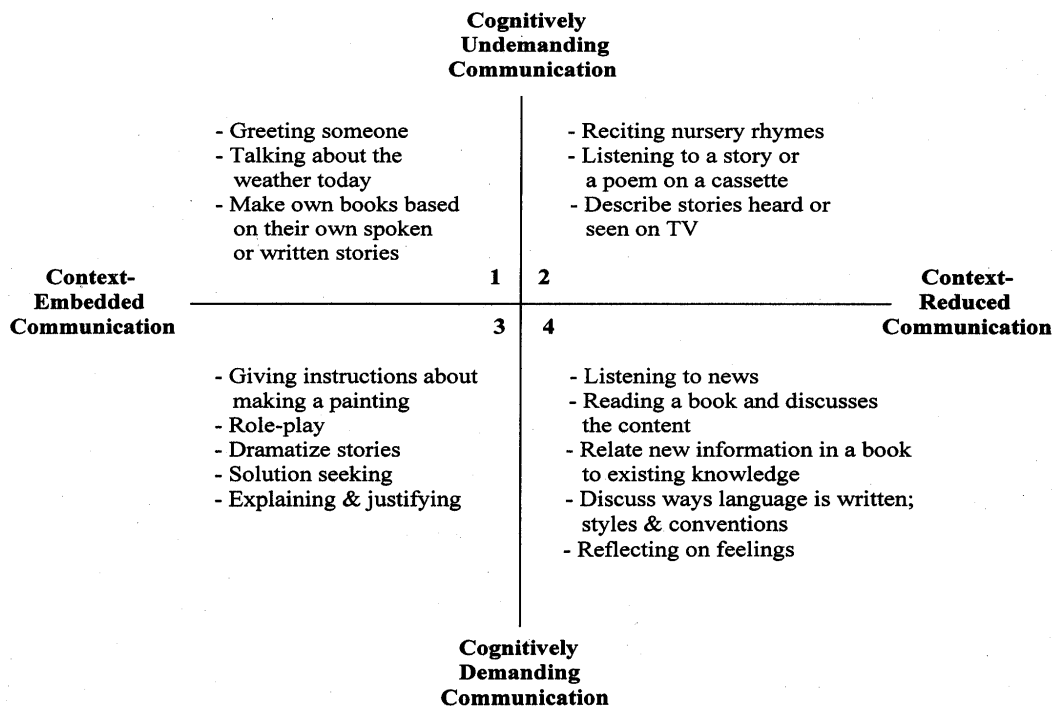 Cognitively
Undemanding
Communication
- Greeting someone
- Talking about the
weather today
- Make own books based
on their own spoken
or written stories
- Reciting nursery rhymes
- Listening to a story or
a poem on a cassette
- Describe stories heard or
seen on TV
1 2
Context-
Embedded
Communication
Context-
Reduced
Communication
3 4
- Giving instructions about
making a painting
- Role-play
- Dramatize stories
- Solution seeking
- Explaining & justifying
- Listening to news
- Reading a book and discusses
the content
- Relate new information in a book
to existing knowledge
- Discuss ways language is written;
styles & conventions
- Reflecting on feelings
Cognitively
Demanding
Communication